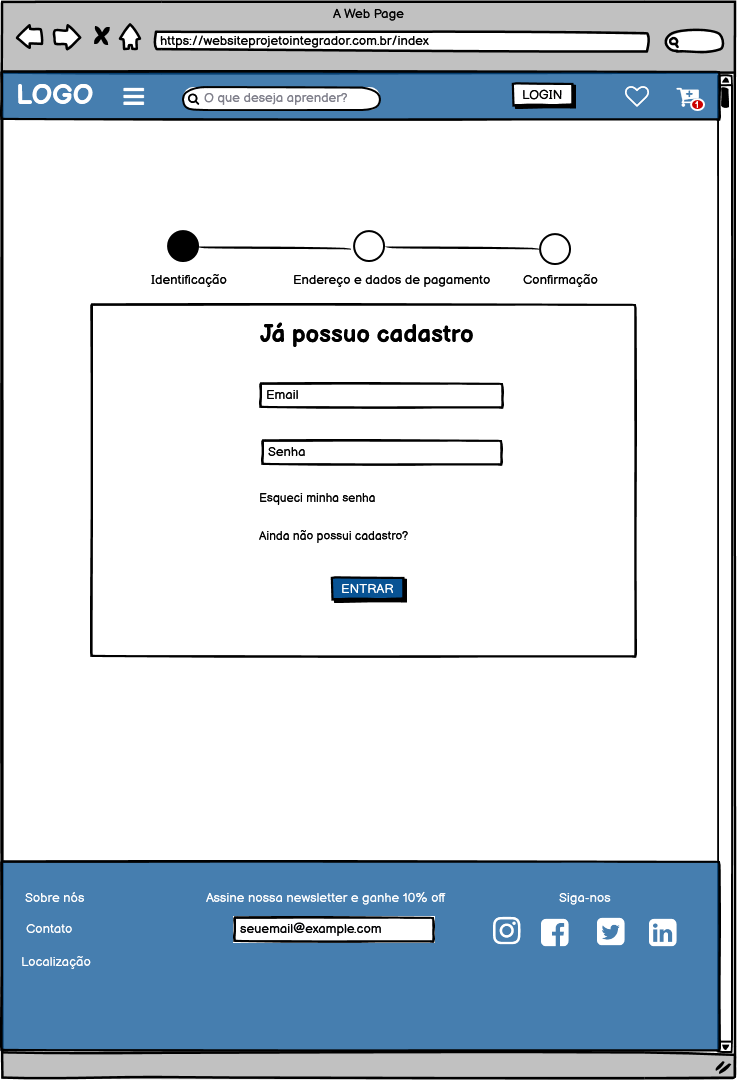 A Web Page
https://websiteprojetointegrador.com.br/index
LOGO
O que deseja aprender?
LOGIN
1
Identificação
Endereço e dados de pagamento
Confirmação
Já possuo cadastro
Email
Senha
Esqueci minha senha
Ainda não possui cadastro?
ENTRAR
Sobre nós
Assine nossa newsletter e ganhe 10% off
Siga-nos
Contato
seuemail@example.com
Localização